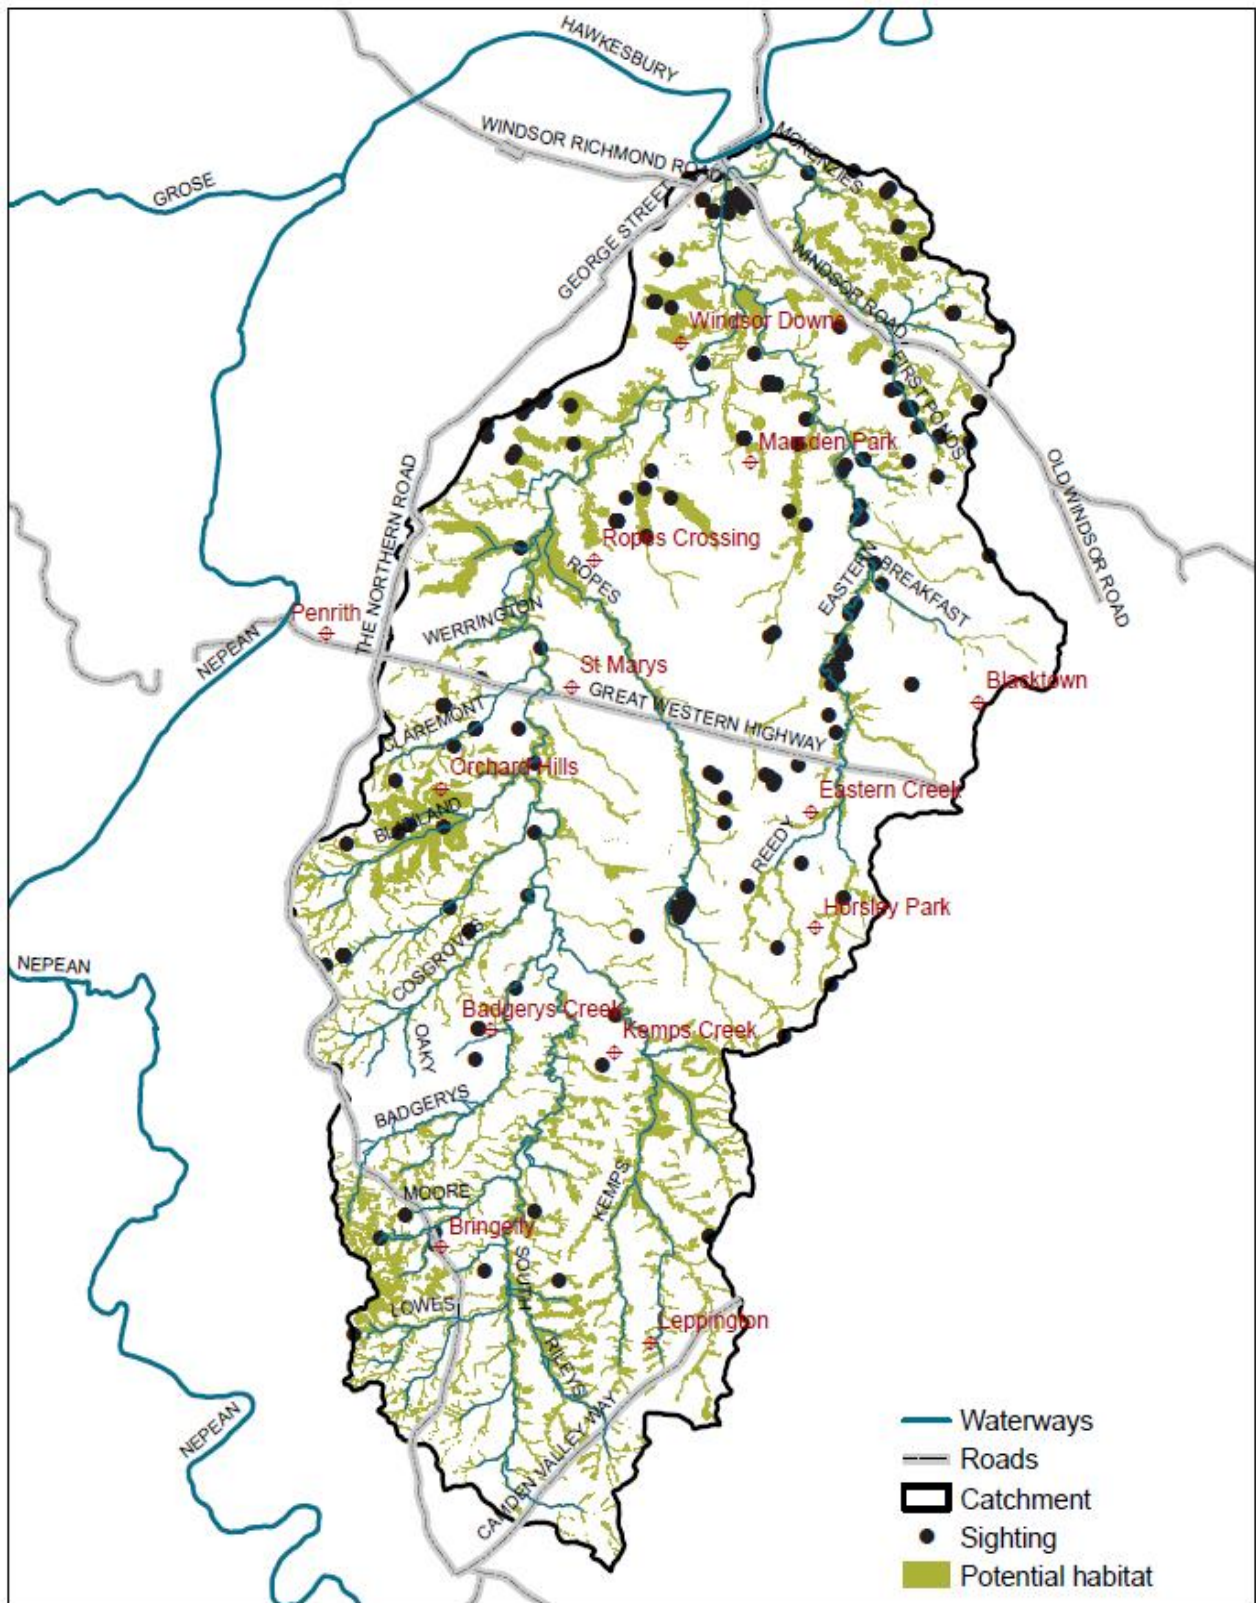 HAWKESBURY
WINDSOR RICHMOND ROAD
MCKENZIES
GROSE
GEORGE STREET
WINDSOR ROAD
Windsor Downs
FIRST PONDS
Marsden Park
OLD WINDSOR ROAD
THE NORTHERN ROAD
Ropes Crossing
ROPES
EASTERN
BREAKFAST
Penrith
WERRINGTON
NEPEAN
St Marys
Blacktown
GREAT WESTERN HIGHWAY
CLAREMONT
Orchard Hills
Eastern Creek
BLAXLAND
REEDY
Horsley Park
NEPEAN
COSGROVES
Badgerys Creek
OAKY
Kemps Creek
BADGERYS
KEMPS
MOORE
Bringelly
SOUTH
LOWES
Leppington
RILEYS
NEPEAN
CAMDEN VALLEY WAY
Waterways
Roads
Catchment
Sighting
Potential habitat